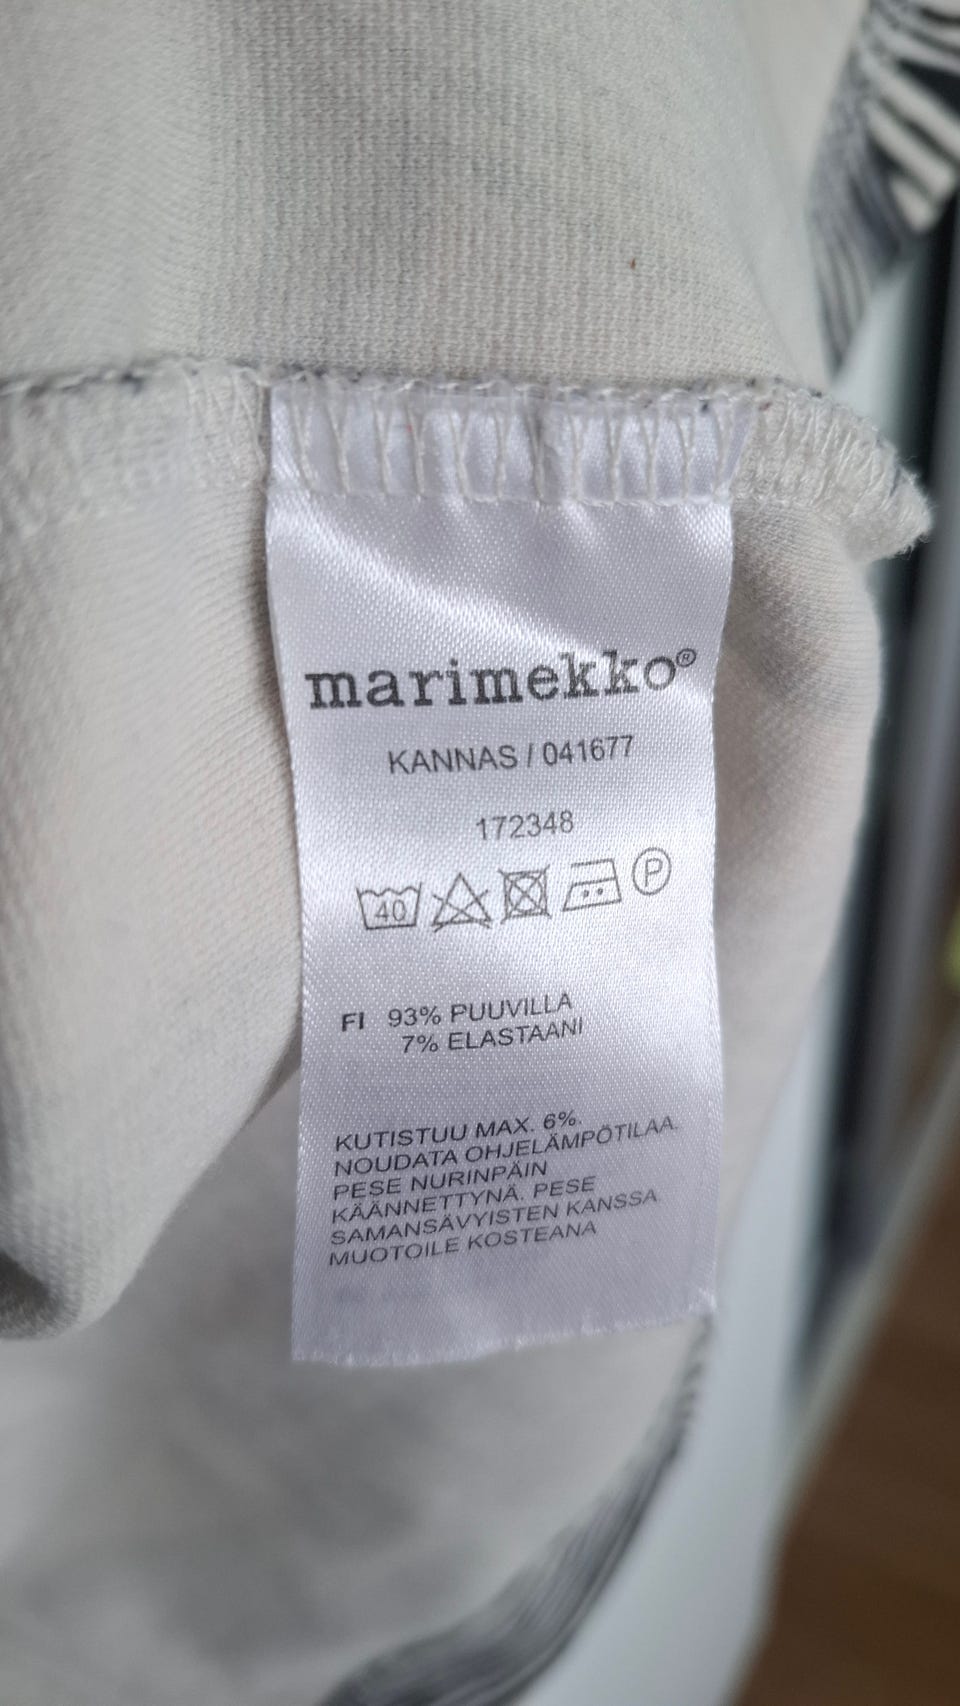 marimekko®
KANNAS / 041677
172348
40 P
FI 93% PUUVILLA
7% ELASTAANI
KUTISTUU MAX. 6%.
NOUDATA OHJELÄMPÖTILAA.
PESE NURINPÄIN
KÄÄNNETTYNÄ. PESE
SAMANSÄVYISTEN KANSSA.
MUOTOILE KOSTEANA